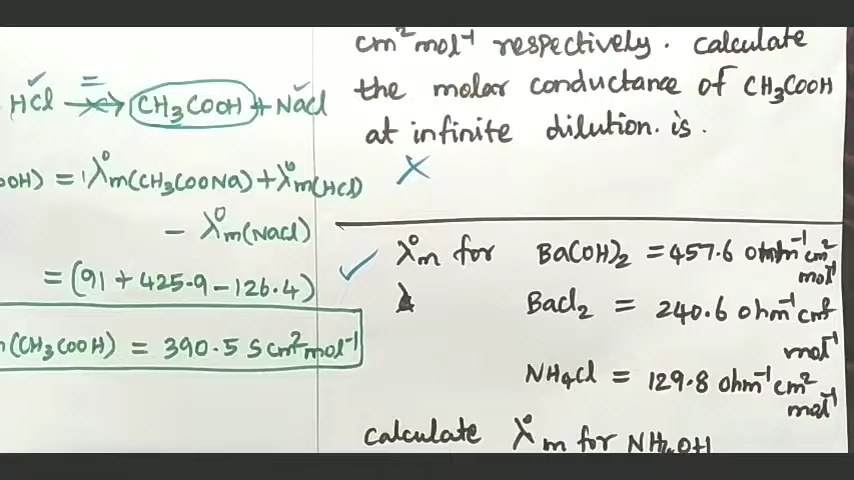 HCl ⟶ CH₃COOH + NaCl
OOH) = λ°m(CH₃COONa) + λ°m(HCl)
- λ°m(NaCl)
= (91 + 425.9 - 126.4)
(CH₃COOH) = 390.5 S cm² mol⁻¹
cm² mol⁻¹ respectively. calculate
the molar conductance of CH₃COOH
at infinite dilution. is.
λ°m for Ba(OH)₂ = 457.6 ohm⁻¹ cm²
mol⁻¹
BaCl₂ = 240.6 ohm⁻¹ cm²
mol⁻¹
NH₄Cl = 129.8 ohm⁻¹ cm²
mol⁻¹
calculate λ°m for NH₄OH